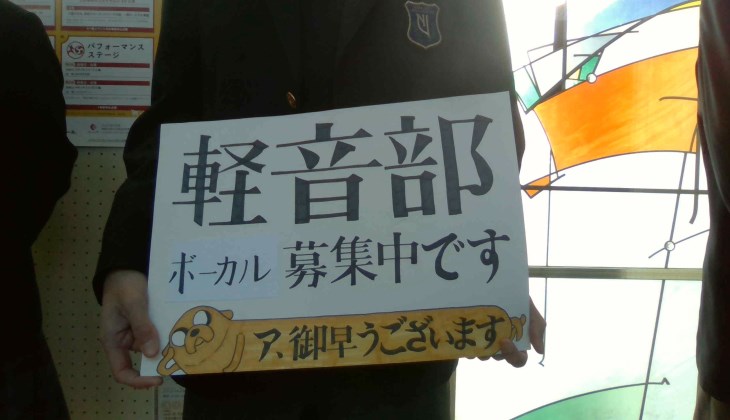 パフォーマンス
ステージ
軽音部
ボーカル 募集中です
ア、御早うございます